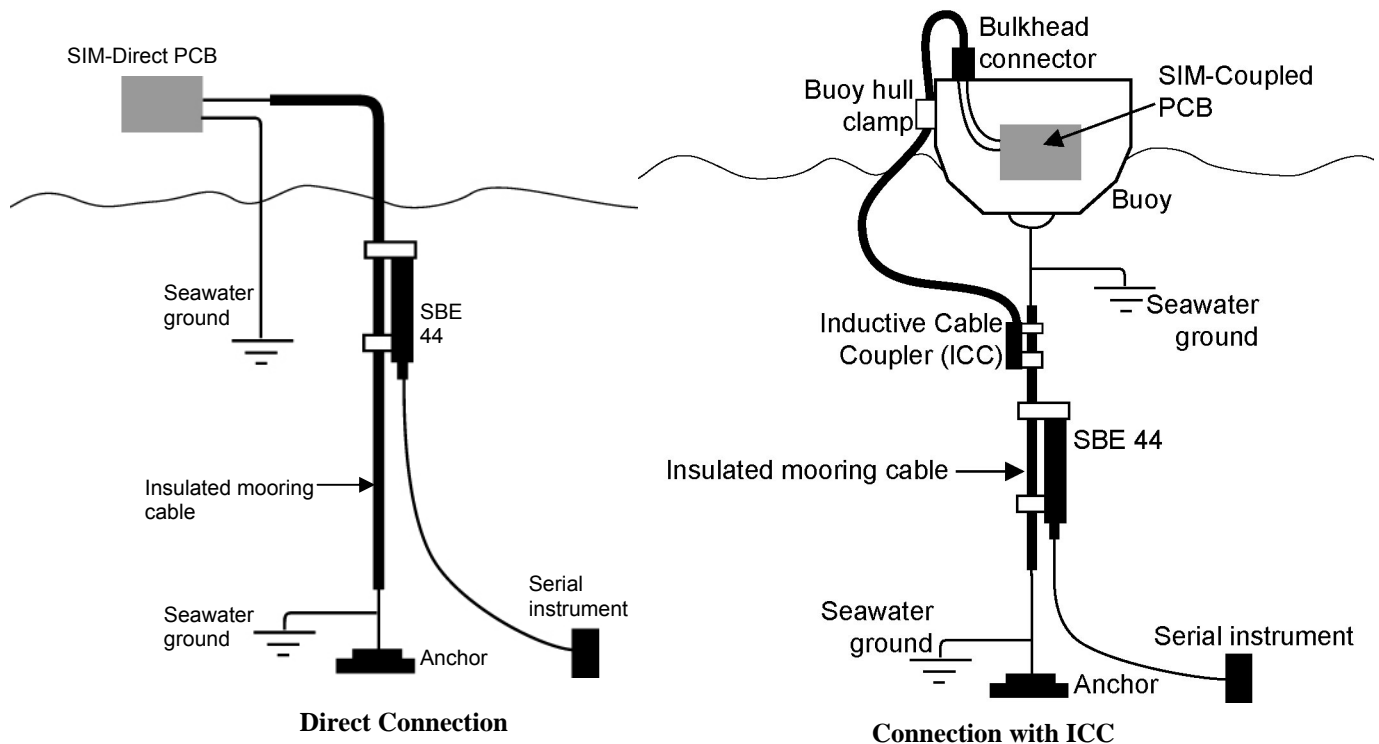 SIM-Direct PCB
Seawater
ground
SBE
44
Insulated mooring
cable
Seawater
ground
Serial
instrument
Anchor
Direct Connection
Bulkhead
connector
Buoy hull
clamp
SIM-Coupled
PCB
Buoy
Seawater
ground
Inductive Cable
Coupler (ICC)
SBE 44
Insulated mooring cable
Seawater
ground
Serial instrument
Anchor
Connection with ICC